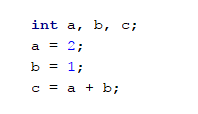 int a, b, c;
a = 2;
b = 1;
c = a + b;